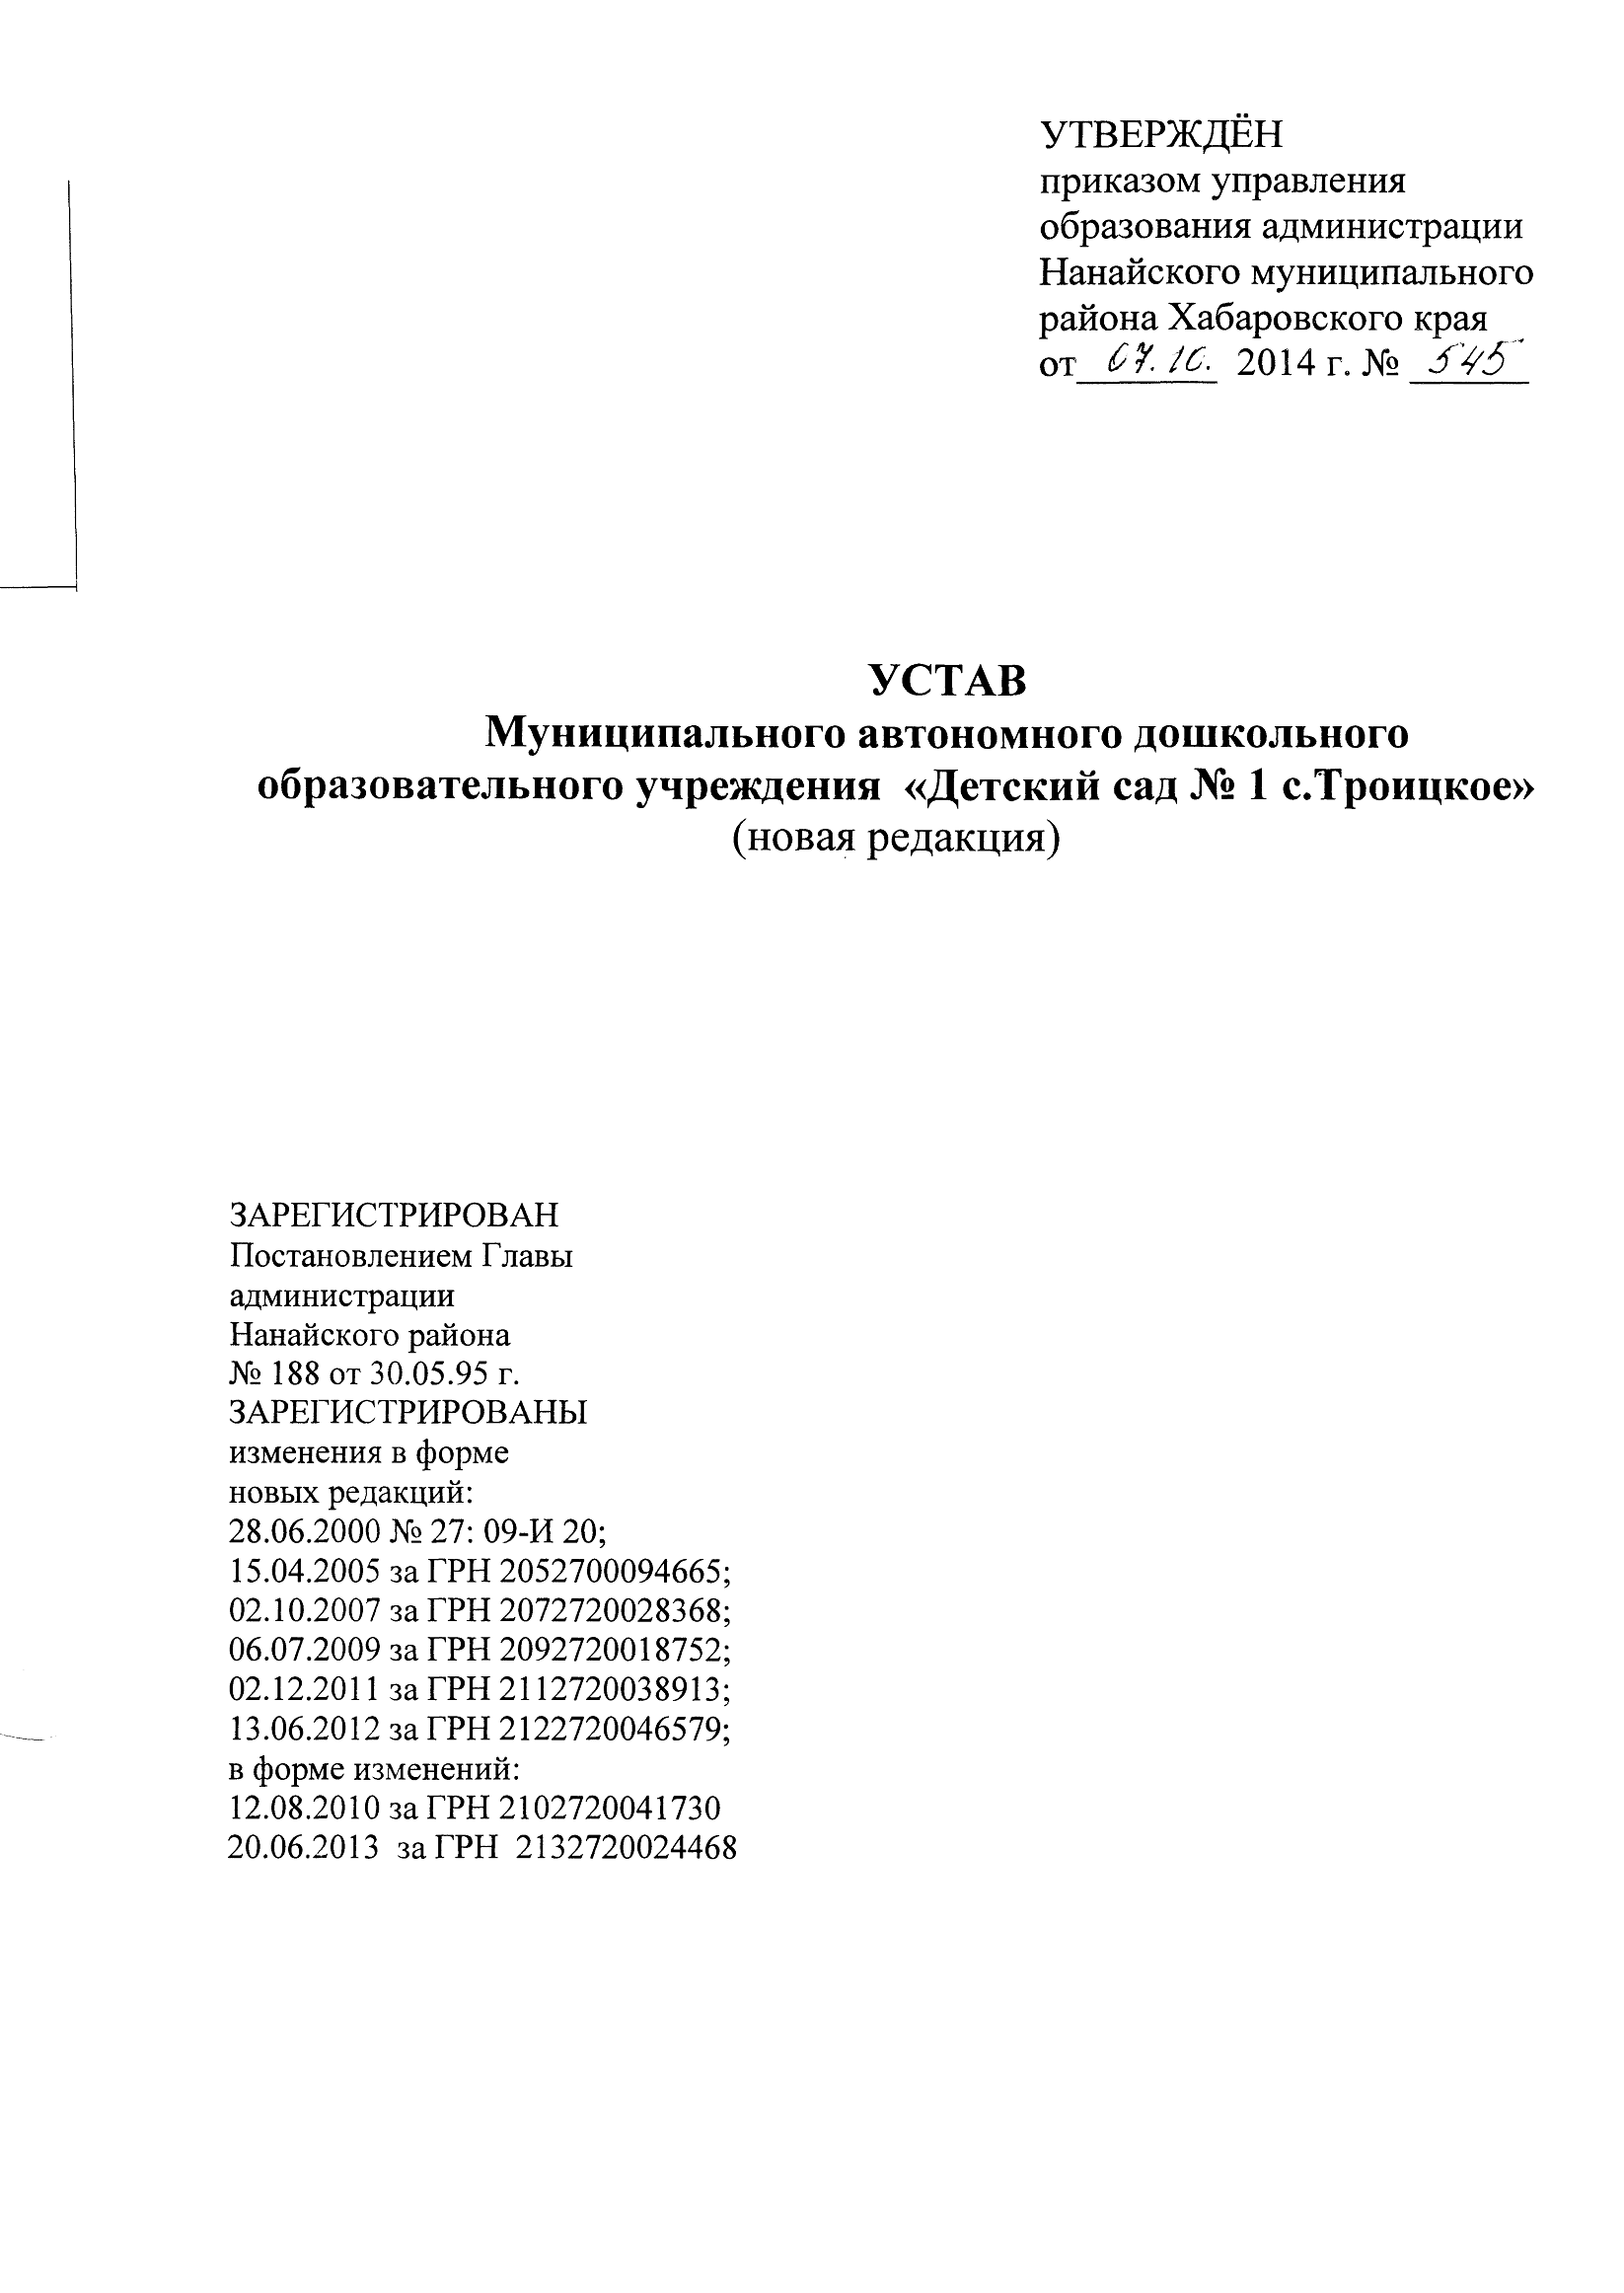 УТВЕРЖДЁН
приказом управления
образования администрации
Нанайского муниципального
района Хабаровского края
от 07.10. 2014 г. № 545
УСТАВ
Муниципального автономного дошкольного
образовательного учреждения «Детский сад № 1 с.Троицкое»
(новая редакция)
ЗАРЕГИСТРИРОВАН
Постановлением Главы
администрации
Нанайского района
№ 188 от 30.05.95 г.
ЗАРЕГИСТРИРОВАНЫ
изменения в форме
новых редакций:
28.06.2000 № 27: 09-И 20;
15.04.2005 за ГРН 2052700094665;
02.10.2007 за ГРН 2072720028368;
06.07.2009 за ГРН 2092720018752;
02.12.2011 за ГРН 2112720038913;
13.06.2012 за ГРН 2122720046579;
в форме изменений:
12.08.2010 за ГРН 2102720041730
20.06.2013 за ГРН 2132720024468